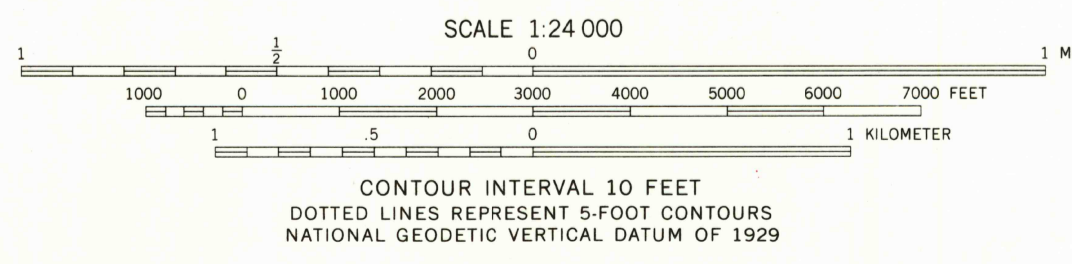 SCALE 1:24 000
1 ½ 0 1 M
1000 0 1000 2000 3000 4000 5000 6000 7000 FEET
1 .5 0 1 KILOMETER
CONTOUR INTERVAL 10 FEET
DOTTED LINES REPRESENT 5-FOOT CONTOURS
NATIONAL GEODETIC VERTICAL DATUM OF 1929